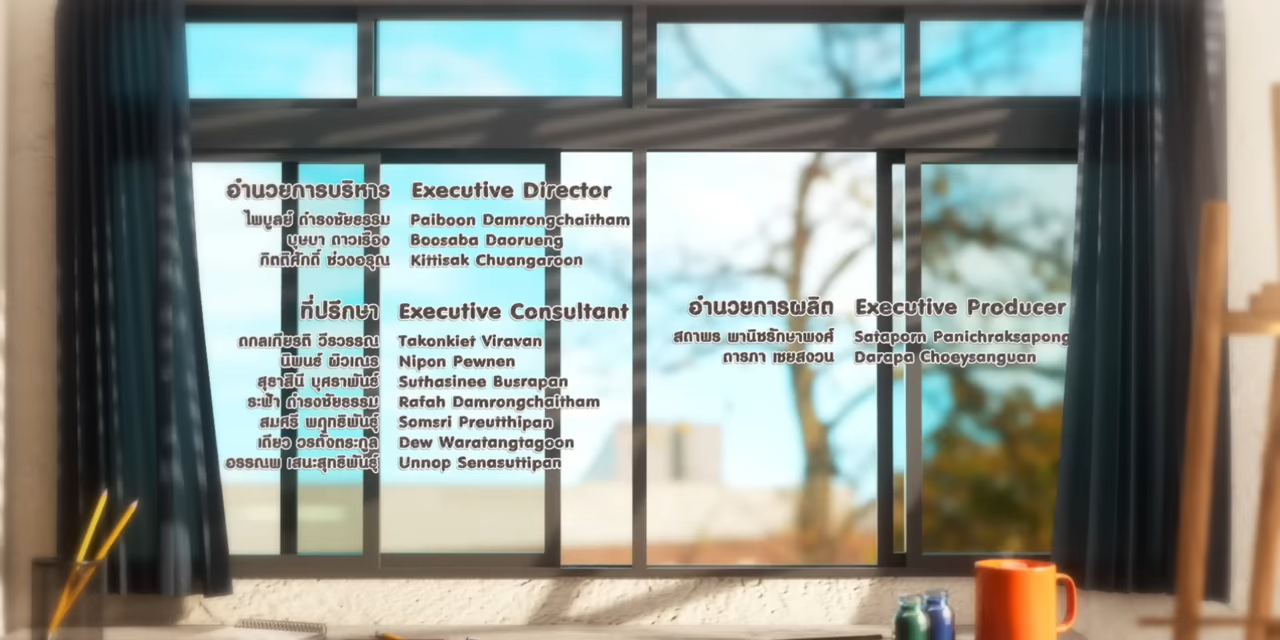 อำนวยการบริหาร Executive Director
ไพบูลย์ ดำรงชัยธรรม Paiboon Damrongchaitham
บุษบา ดาวเรือง Boosaba Daorueng
กิตติศักดิ์ ช่วงอรุณ Kittisak Chuangaroon
ที่ปรึกษา Executive Consultant
ถกลเกียรติ วีรวรรณ Takonkiet Viravan
นิพนธ์ ผิวเณร Nipon Pewnen
สุธาสินี บุศราพันธ์ Suthasinee Busrapan
ระฟ้า ดำรงชัยธรรม Rafah Damrongchaitham
สมศรี พฤทธิพันธุ์ Somsri Preutthipan
เดียว วรตั้งตระกูล Dew Waratangtagoon
อรรณพ เสนะสุทธิพันธุ์ Unnop Senasuttipan
อำนวยการผลิต Executive Producer
สถาพร พานิชรักษาพงศ์ Sataporn Panichraksapong
ดารภา เชยสงวน Darapa Choeysanguan